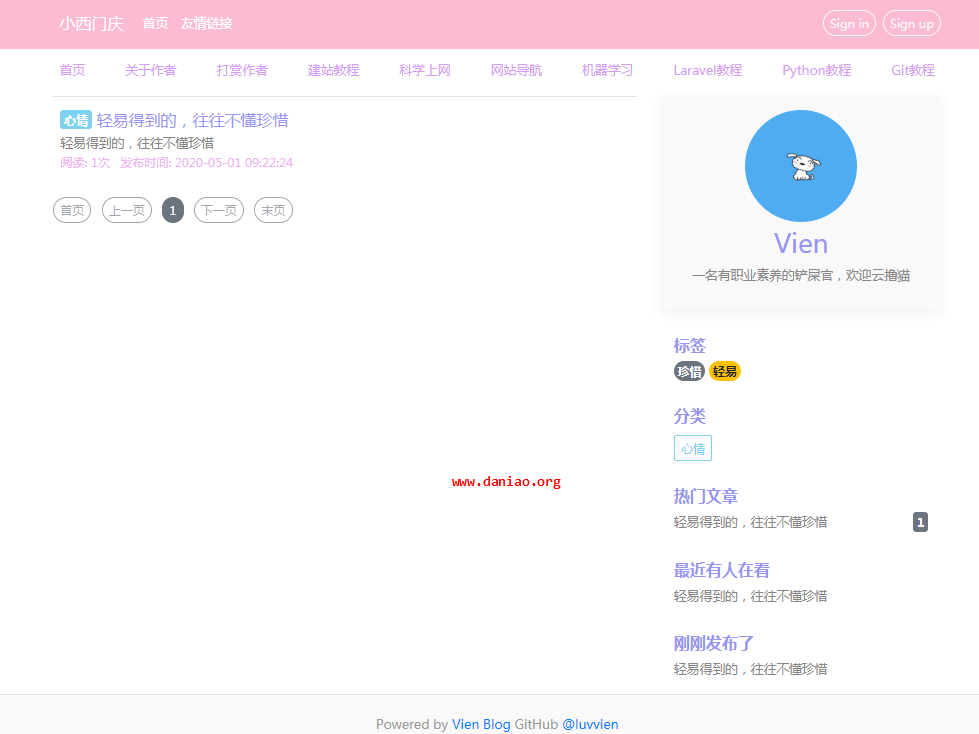 小西门庆 首页 友情链接 Sign in Sign up
首页 关于作者 打赏作者 建站教程 科学上网 网站导航 机器学习 Laravel教程 Python教程 Git教程
心情 轻易得到的，往往不懂珍惜
轻易得到的，往往不懂珍惜
阅读: 1次 发布时间: 2020-05-01 09:22:24
首页 上一页 1 下一页 末页
Vien
一名有职业素养的铲屎官，欢迎云撸猫
标签
珍惜 轻易
分类
心情
热门文章
轻易得到的，往往不懂珍惜 1
最近有人在看
轻易得到的，往往不懂珍惜
刚刚发布了
轻易得到的，往往不懂珍惜
www.daniao.org
Powered by Vien Blog GitHub @luvvien